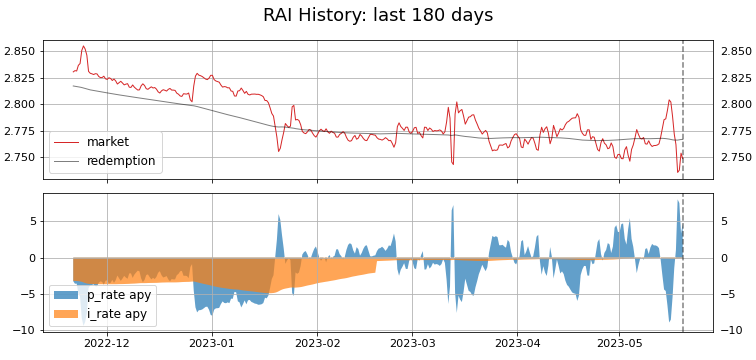 RAI History: last 180 days
2.850 2.850
2.825 2.825
2.800 2.800
2.775 2.775
2.750 2.750
market
redemption
5 5
0 0
−5 −5
−10 −10
p_rate apy
i_rate apy
2022-12 2023-01 2023-02 2023-03 2023-04 2023-05